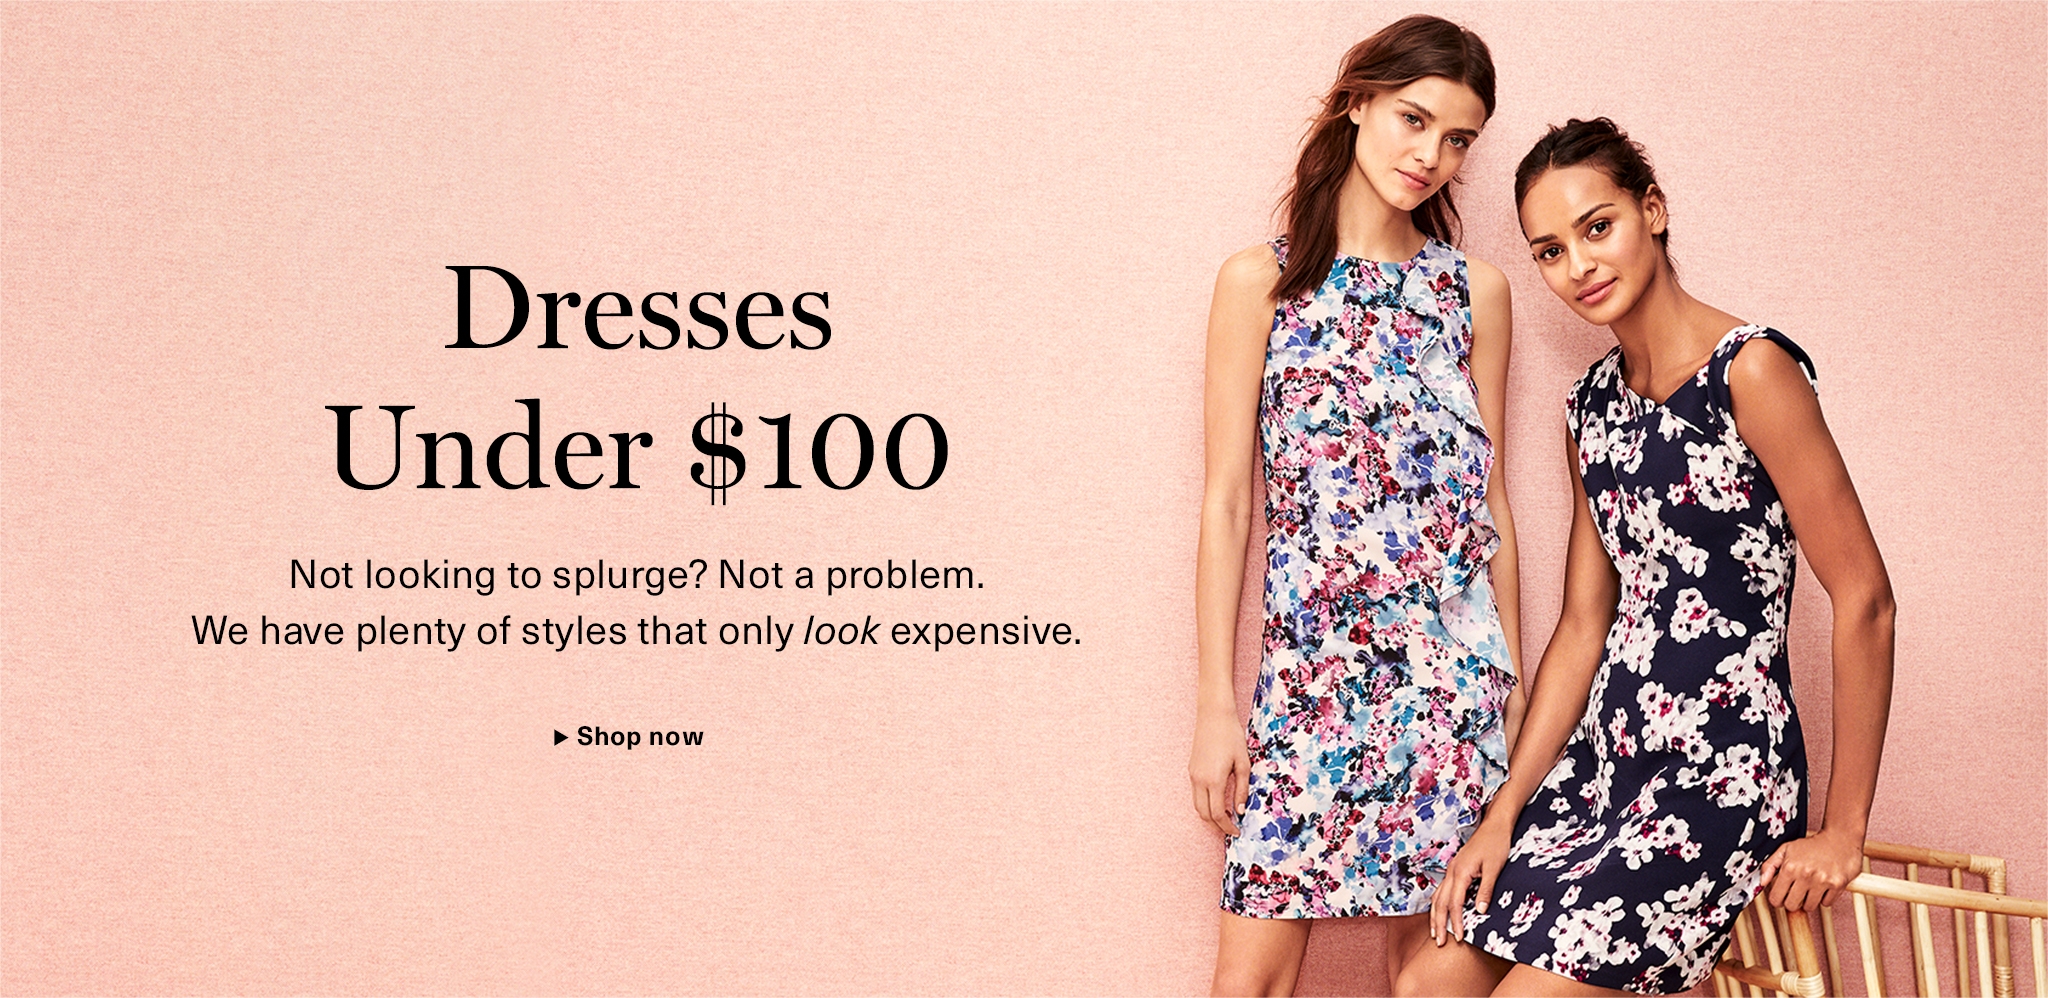 Dresses
Under $100
Not looking to splurge? Not a problem.
We have plenty of styles that only look expensive.
▶ Shop now